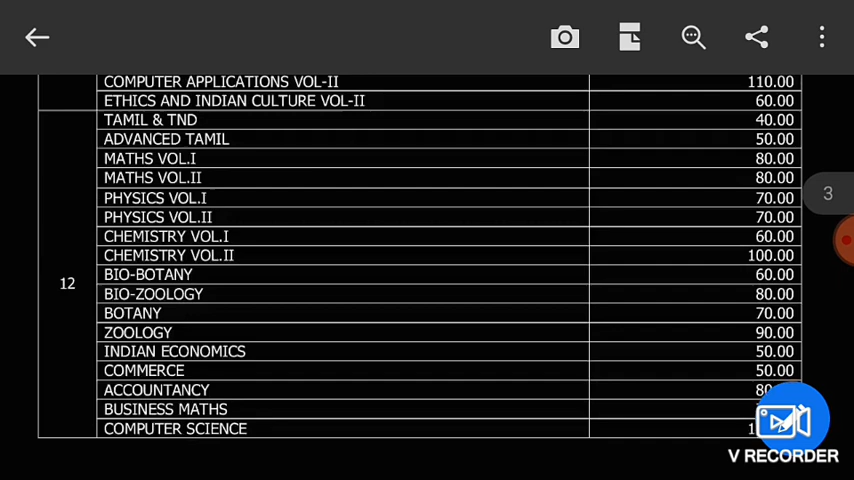 COMPUTER APPLICATIONS VOL-II 110.00
ETHICS AND INDIAN CULTURE VOL-II 60.00
TAMIL & TND 40.00
ADVANCED TAMIL 50.00
MATHS VOL.I 80.00
MATHS VOL.II 80.00
3
PHYSICS VOL.I 70.00
PHYSICS VOL.II 70.00
CHEMISTRY VOL.I 60.00
CHEMISTRY VOL.II 100.00
BIO-BOTANY 60.00
12
BIO-ZOOLOGY 80.00
BOTANY 70.00
ZOOLOGY 90.00
INDIAN ECONOMICS 50.00
COMMERCE 50.00
ACCOUNTANCY
BUSINESS MATHS
COMPUTER SCIENCE
V RECORDER